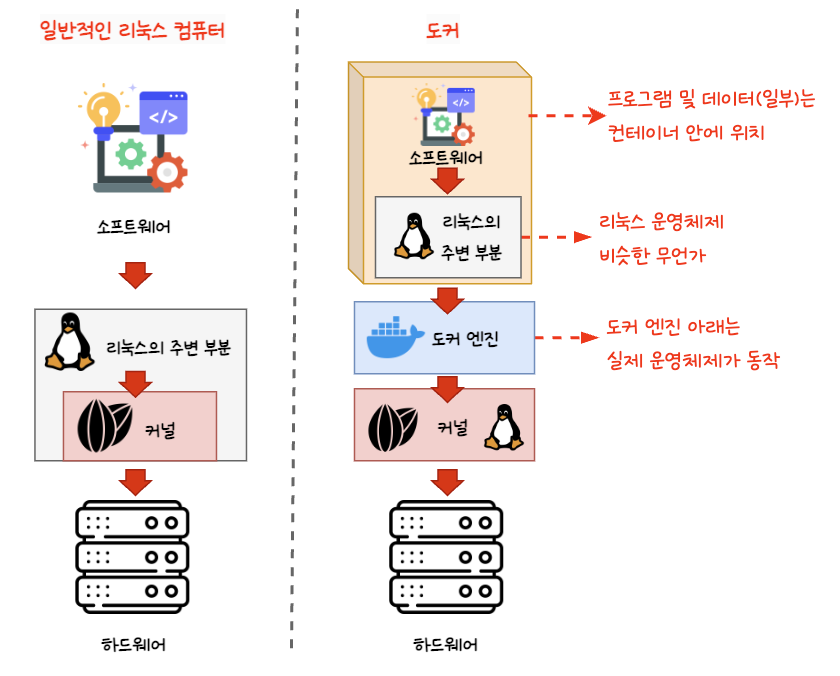 일반적인 리눅스 컴퓨터
</>
소프트웨어
리눅스의 주변 부분
커널
하드웨어
도커
</>
소프트웨어
리눅스의
주변 부분
도커 엔진
커널
하드웨어
프로그램 및 데이터(일부)는
컨테이너 안에 위치
리눅스 운영체제
비슷한 무언가
도커 엔진 아래는
실제 운영체제가 동작